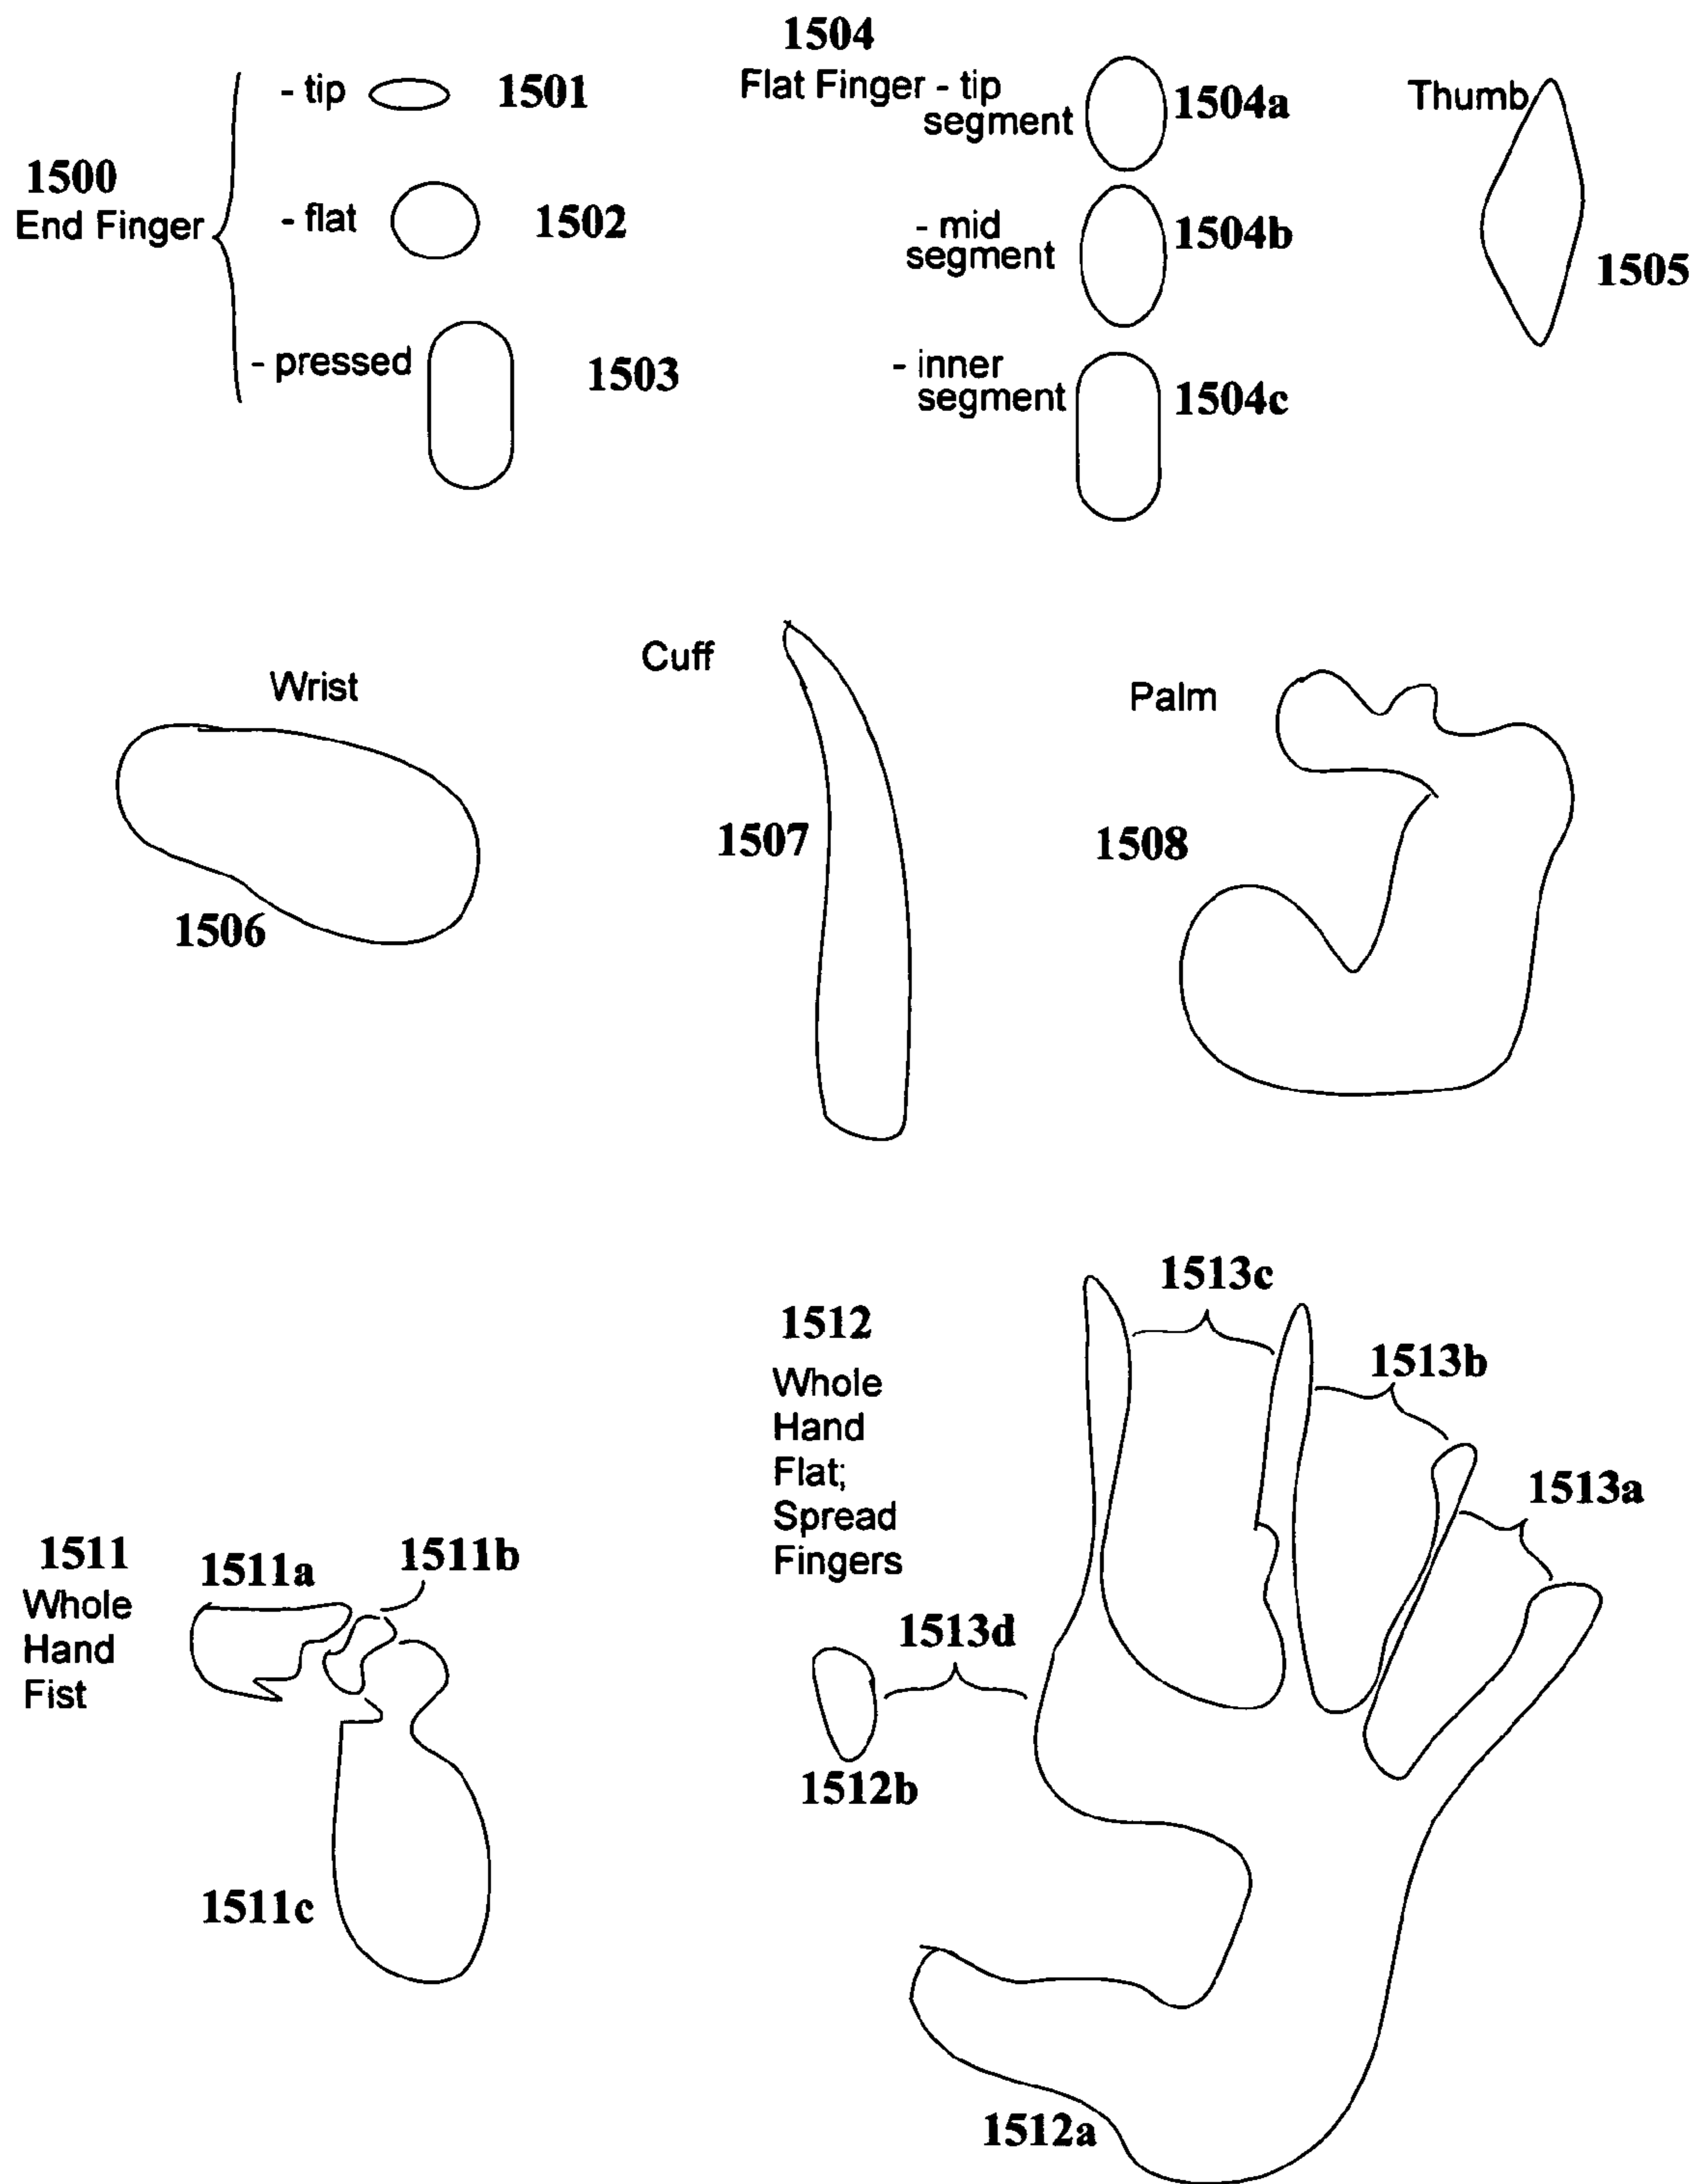 1500
End Finger
- tip
1501
- flat
1502
- pressed
1503
1504
Flat Finger - tip
segment
1504a
- mid
segment
1504b
- inner
segment
1504c
Thumb
1505
Wrist
1506
Cuff
1507
Palm
1508
1511
Whole
Hand
Fist
1511a
1511b
1511c
1512
Whole
Hand
Flat;
Spread
Fingers
1513c
1513b
1513a
1513d
1512b
1512a